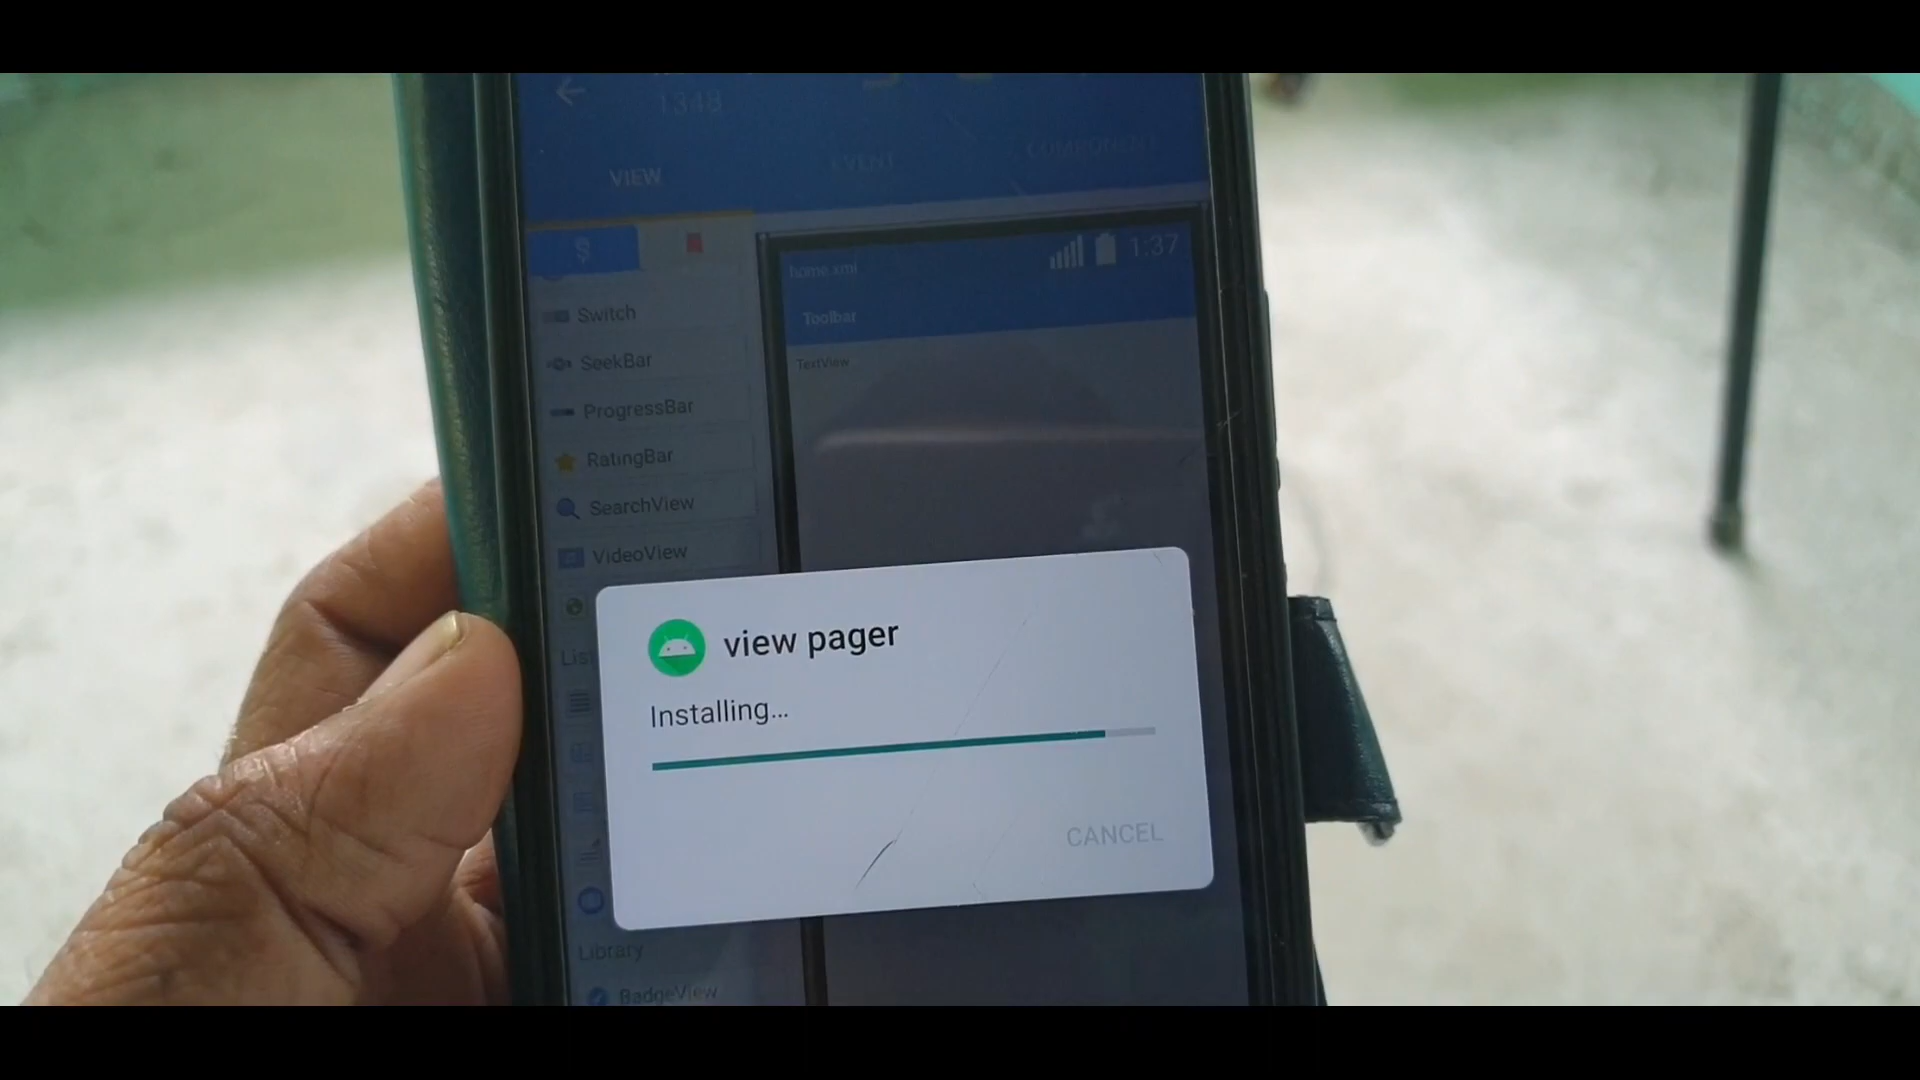 1348
VIEW
EVENT
COMPONENT
$
home.xml
1:37
Switch
Toolbar
SeekBar
TextView
ProgressBar
RatingBar
SearchView
VideoView
view pager
Installing...
CANCEL
Library
BadgeView